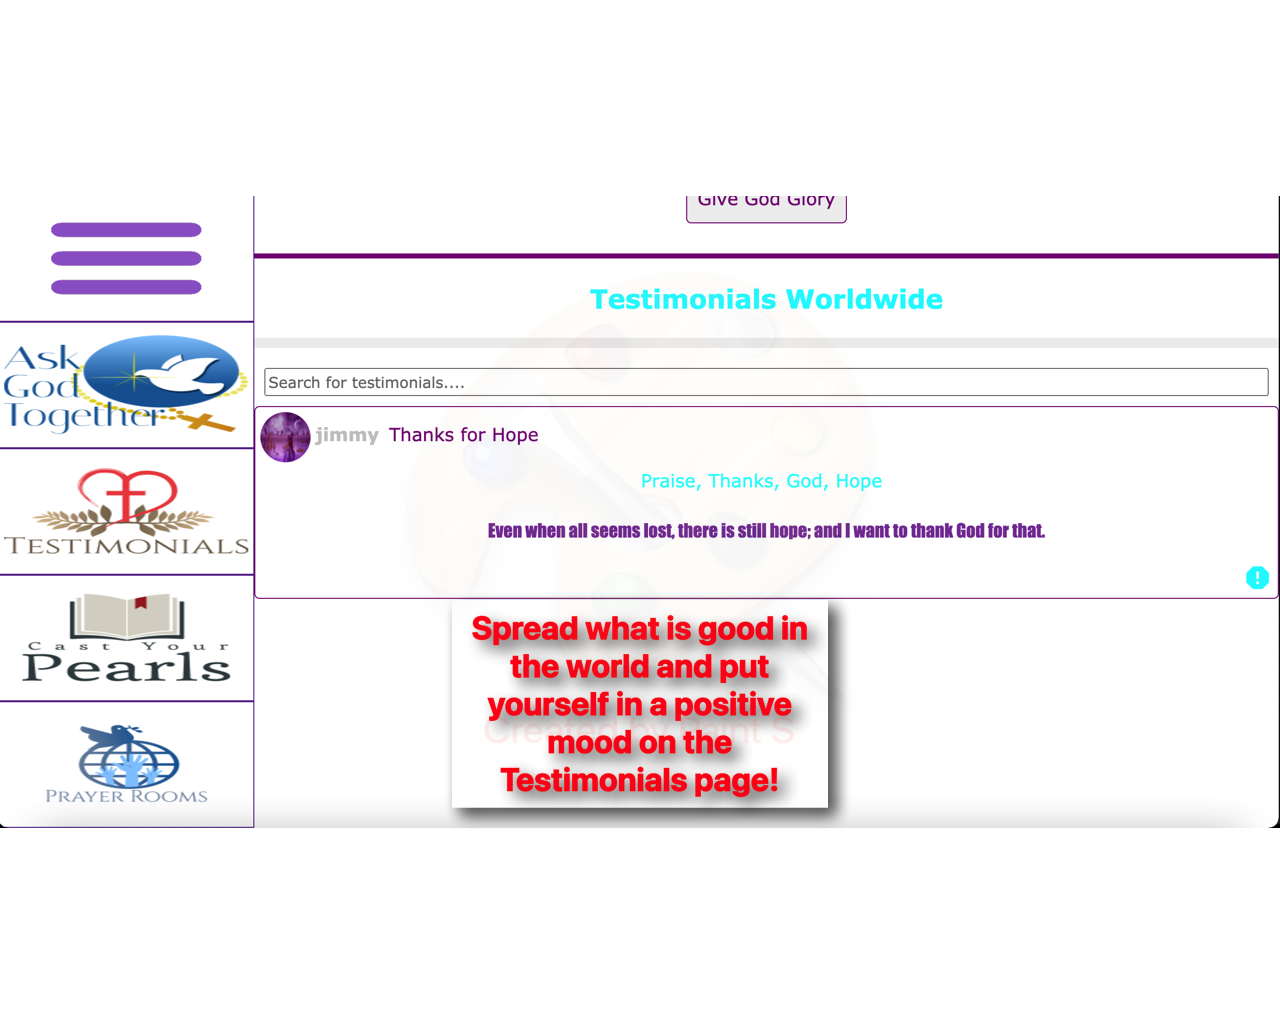 Give God Glory
Testimonials Worldwide
Search for testimonials....
jimmy Thanks for Hope
Praise, Thanks, God, Hope
Even when all seems lost, there is still hope; and I want to thank God for that.
Ask
God
Together
TESTIMONIALS
Cast Your
Pearls
PRAYER ROOMS
Spread what is good in
the world and put
yourself in a positive
mood on the
Testimonials page!
Created by Paint S